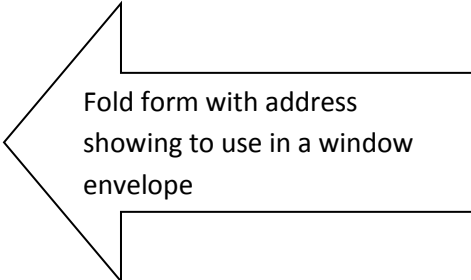 Fold form with address
showing to use in a window
envelope